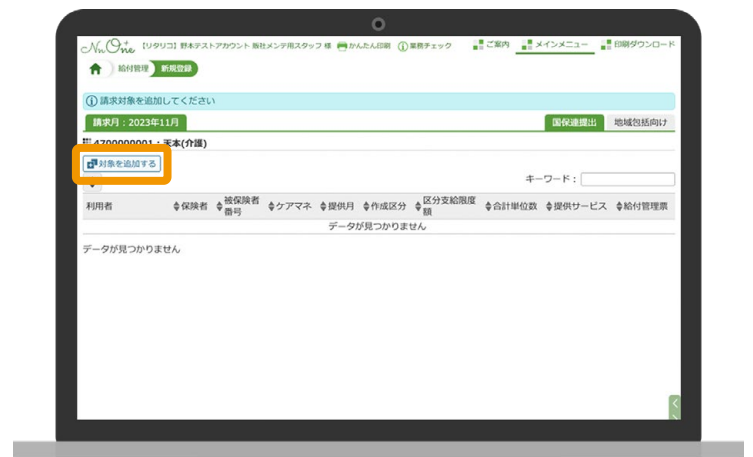 NnOne 【リタリコ】野本テストアカウント 販社メンテ用スタッフ 様 かんたん印刷 業務チェック ご案内 メインメニュー 印刷ダウンロード
給付管理 新規登録
請求対象を追加してください
請求月：2023年11月 国保連提出 地域包括向け
4700000001：天本(介護)
対象を追加する
キーワード：
利用者 保険者 被保険者番号 ケアマネ 提供月 作成区分 区分支給限度額 合計単位数 提供サービス 給付管理票
データが見つかりません
データが見つかりません